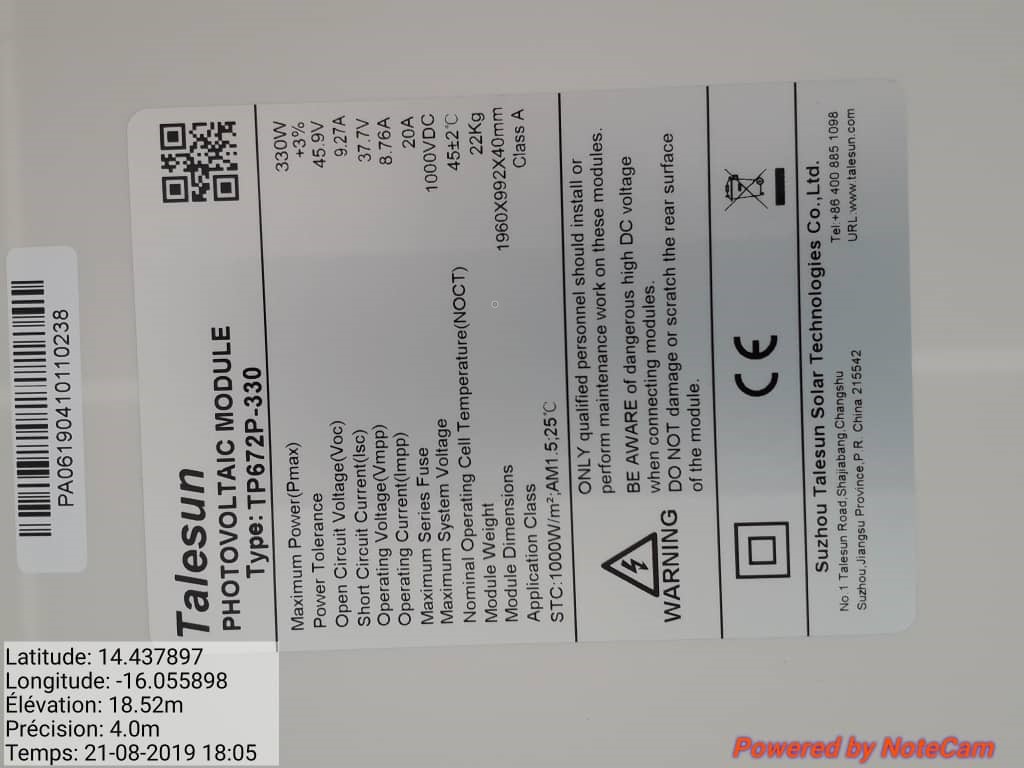 PA06190410110238
Talesun
PHOTOVOLTAIC MODULE
Type: TP672P-330
Maximum Power(Pmax) 330W
Power Tolerance +3%
Open Circuit Voltage(Voc) 45.9V
Short Circuit Current(Isc) 9.27A
Operating Voltage(Vmpp) 37.7V
Operating Current(Impp) 8.76A
Maximum Series Fuse 20A
Maximum System Voltage 1000VDC
Nominal Operating Cell Temperature(NOCT) 45±2℃
Module Weight 22Kg
Module Dimensions 1960X992X40mm
Application Class Class A
STC:1000W/m²;AM1.5;25℃
WARNING
ONLY qualified personnel should install or
perform maintenance work on these modules.
BE AWARE of dangerous high DC voltage
when connecting modules.
DO NOT damage or scratch the rear surface
of the module.
CE
Suzhou Talesun Solar Technologies Co.,Ltd.
No.1 Talesun Road,Shajiabang,Changshu Tel:+86 400 885 1098
Suzhou,Jiangsu Province,P.R. China 215542 URL:www.talesun.com
Latitude: 14.437897
Longitude: -16.055898
Élévation: 18.52m
Précision: 4.0m
Temps: 21-08-2019 18:05
Powered by NoteCam